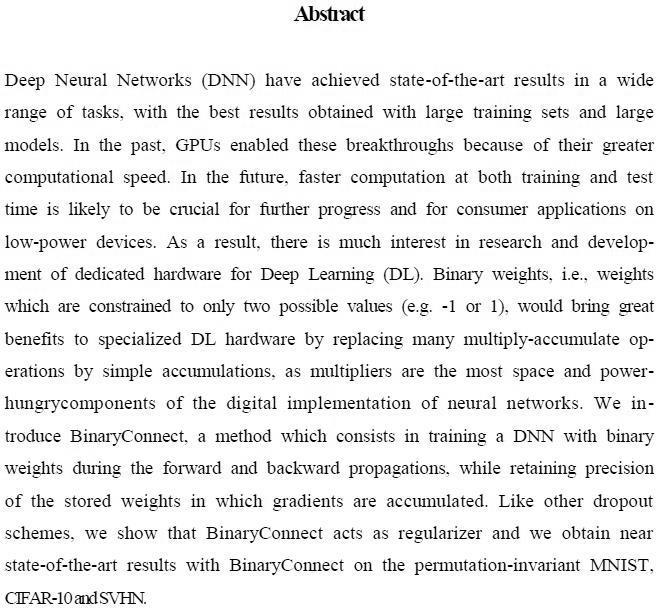 Abstract
Deep Neural Networks (DNN) have achieved state-of-the-art results in a wide
range of tasks, with the best results obtained with large training sets and large
models. In the past, GPUs enabled these breakthroughs because of their greater
computational speed. In the future, faster computation at both training and test
time is likely to be crucial for further progress and for consumer applications on
low-power devices. As a result, there is much interest in research and develop-
ment of dedicated hardware for Deep Learning (DL). Binary weights, i.e., weights
which are constrained to only two possible values (e.g. -1 or 1), would bring great
benefits to specialized DL hardware by replacing many multiply-accumulate op-
erations by simple accumulations, as multipliers are the most space and power-
hungrycomponents of the digital implementation of neural networks. We in-
troduce BinaryConnect, a method which consists in training a DNN with binary
weights during the forward and backward propagations, while retaining precision
of the stored weights in which gradients are accumulated. Like other dropout
schemes, we show that BinaryConnect acts as regularizer and we obtain near
state-of-the-art results with BinaryConnect on the permutation-invariant MNIST,
CIFAR-10 and SVHN.